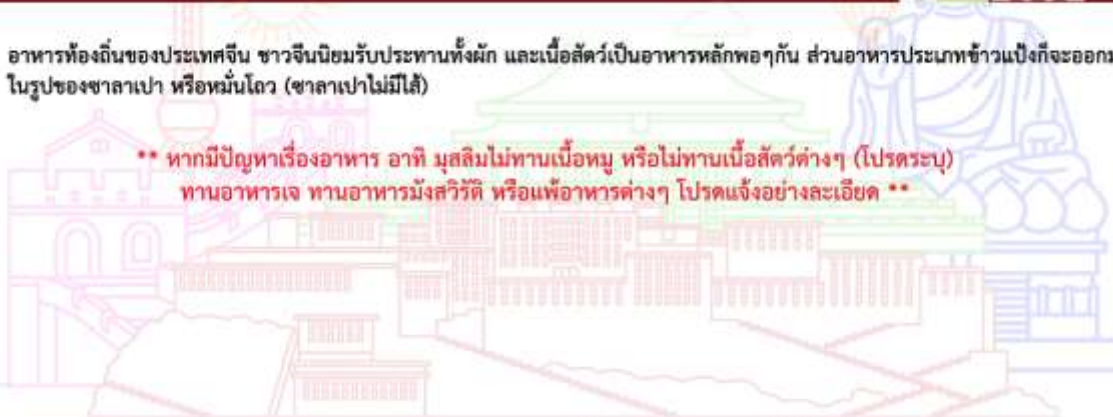 อาหารท้องถิ่นของประเทศจีน ชาวจีนนิยมรับประทานทั้งผัก และเนื้อสัตว์เป็นอาหารหลักพอๆกัน ส่วนอาหารประเภทข้าวแป้งก็จะออกม
ในรูปของซาลาเปา หรือหมั่นโถว (ซาลาเปาไม่มีไส้)
** หากมีปัญหาเรื่องอาหาร อาทิ มุสลิมไม่ทานเนื้อหมู หรือไม่ทานเนื้อสัตว์ต่างๆ (โปรดระบุ)
ทานอาหารเจ ทานอาหารมังสวิรัติ หรือแพ้อาหารต่างๆ โปรดแจ้งอย่างละเอียด **